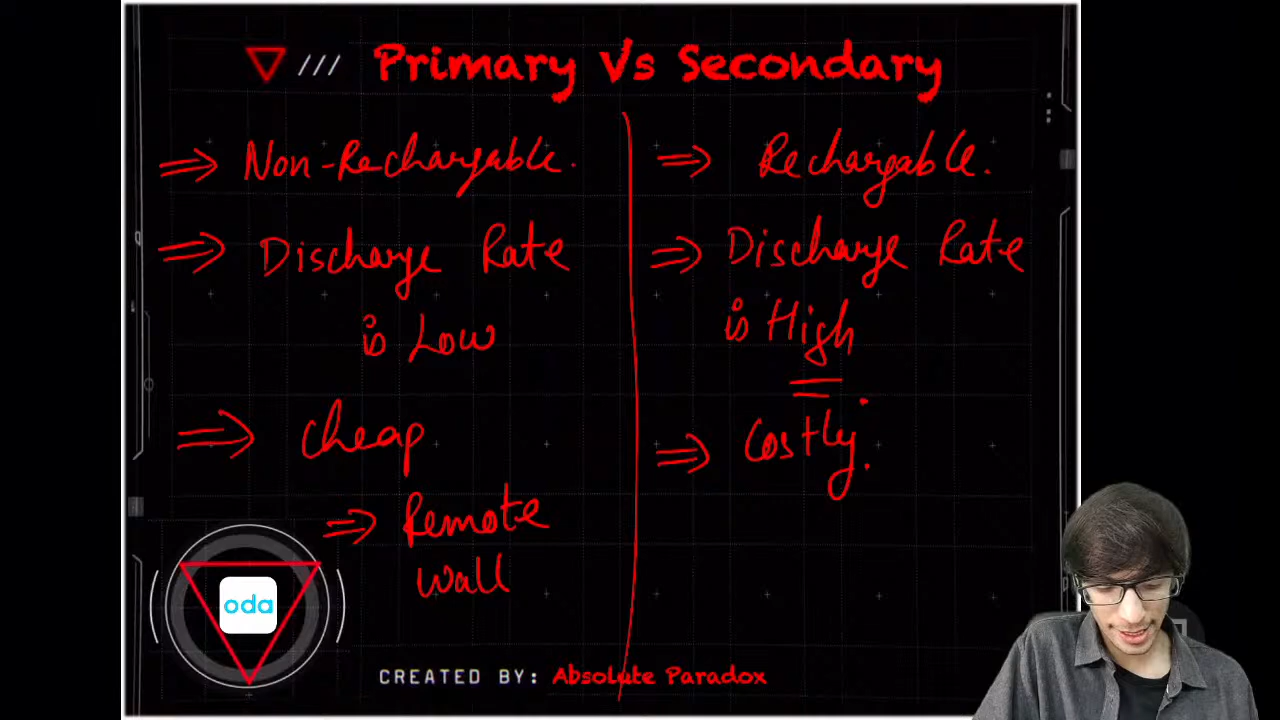 Primary Vs Secondary
⇒ Non-Rechargable.
⇒ Discharge Rate
is Low
⇒ Cheap
⇒ Remote
wall
⇒ Rechargable.
⇒ Discharge Rate
is High
⇒ Costly.
oda
CREATED BY: Absolute Paradox